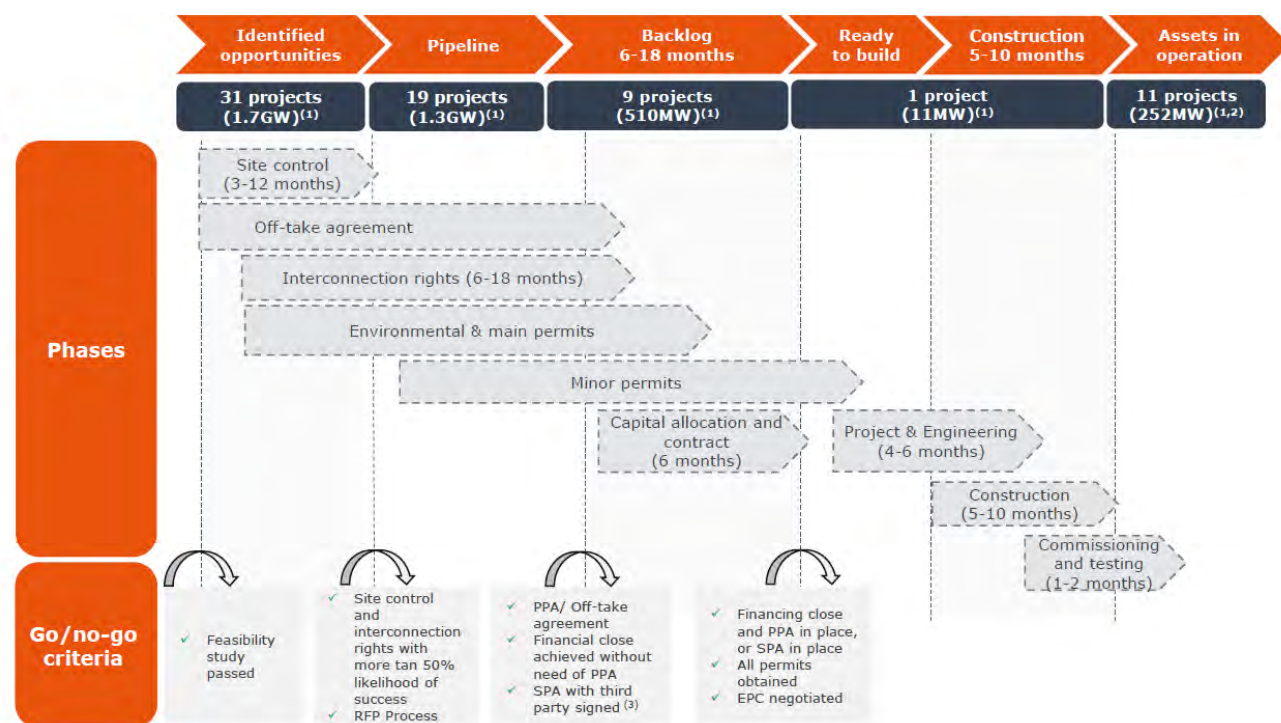 Identified
opportunities
Pipeline
Backlog
6-18 months
Ready
to build
Construction
5-10 months
Assets in
operation
31 projects
(1.7GW)(1)
19 projects
(1.3GW)(1)
9 projects
(510MW)(1)
1 project
(11MW)(1)
11 projects
(252MW)(1,2)
Phases
Site control
(3-12 months)
Off-take agreement
Interconnection rights (6-18 months)
Environmental & main permits
Minor permits
Capital allocation and
contract
(6 months)
Project & Engineering
(4-6 months)
Construction
(5-10 months)
Commissioning
and testing
(1-2 months)
Go/no-go
criteria
✓ Feasibility
study
passed
✓ Site control
and
interconnection
rights with
more tan 50%
likelihood of
success
✓ RFP Process
✓ PPA/ Off-take
agreement
✓ Financial close
achieved without
need of PPA
✓ SPA with third
party signed (3)
✓ Financing close
and PPA in place,
or SPA in place
✓ All permits
obtained
✓ EPC negotiated